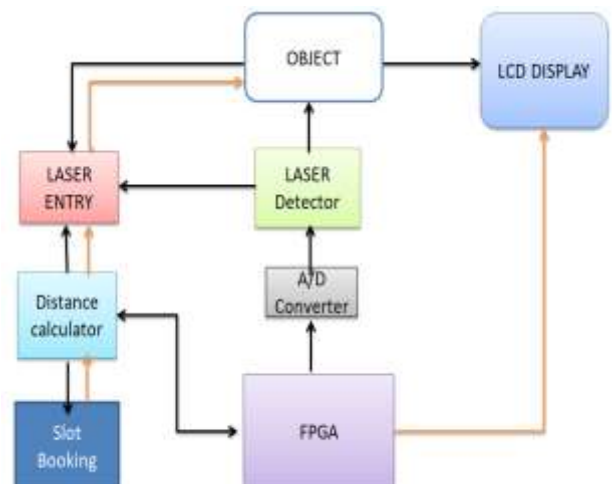 OBJECT
LCD DISPLAY
LASER
ENTRY
LASER
Detector
A/D
Converter
Distance
calculator
Slot
Booking
FPGA